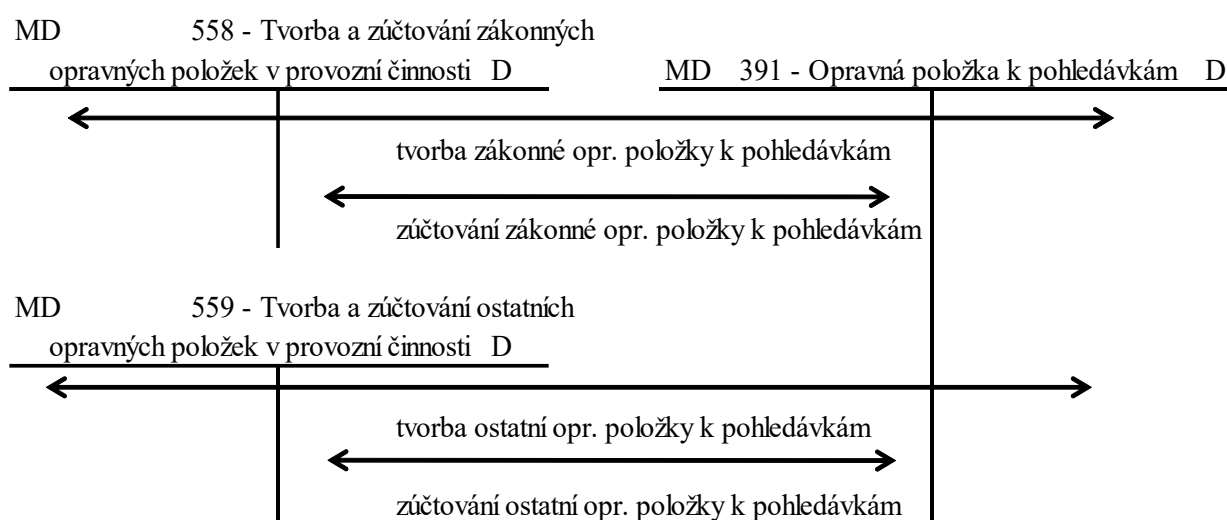 MD 558 - Tvorba a zúčtování zákonných
opravných položek v provozní činnosti D
MD 391 - Opravná položka k pohledávkám D
tvorba zákonné opr. položky k pohledávkám
zúčtování zákonné opr. položky k pohledávkám
MD 559 - Tvorba a zúčtování ostatních
opravných položek v provozní činnosti D
tvorba ostatní opr. položky k pohledávkám
zúčtování ostatní opr. položky k pohledávkám